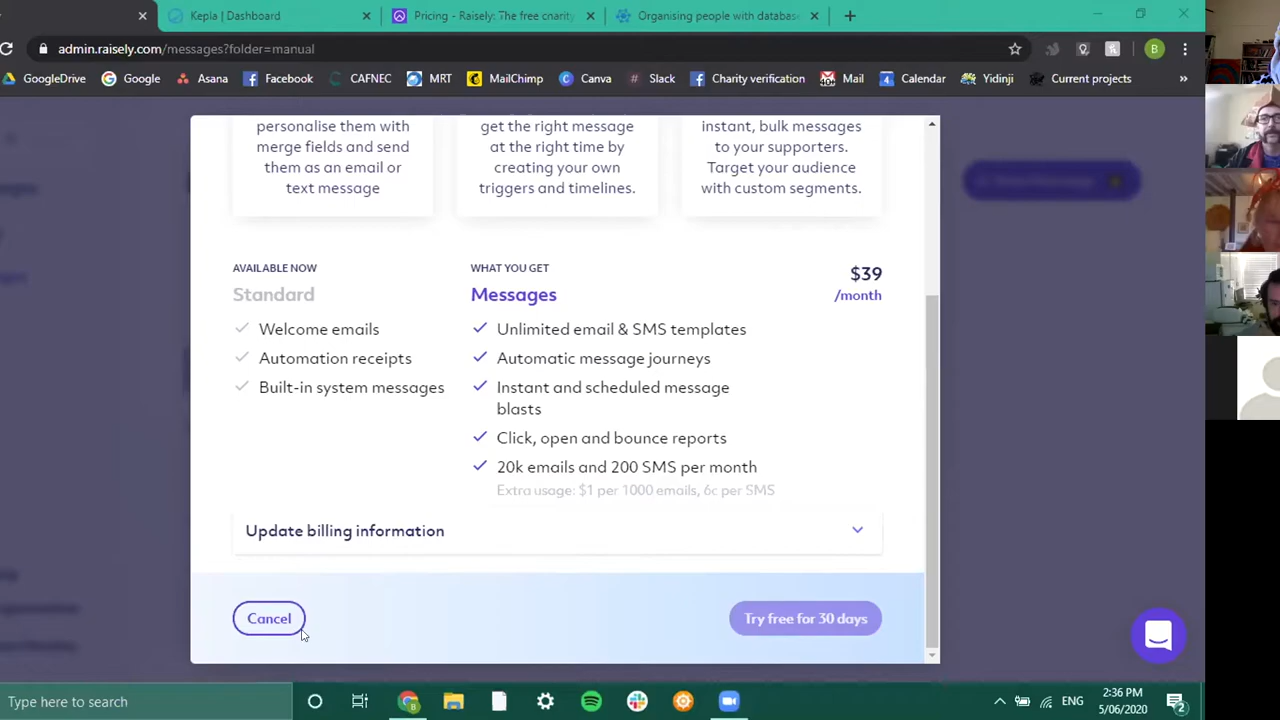 Kepla | Dashboard
Pricing - Raisely: The free charity
Organising people with database
admin.raisely.com/messages?folder=manual
B
GoogleDrive
Google
Asana
Facebook
CAFNEC
MRT
MailChimp
Canva
Slack
Charity verification
Mail
Calendar
Yidinji
Current projects
»
personalise them with
merge fields and send
them as an email or
text message
get the right message
at the right time by
creating your own
triggers and timelines.
instant, bulk messages
to your supporters.
Target your audience
with custom segments.
AVAILABLE NOW
Standard
Welcome emails
Automation receipts
Built-in system messages
WHAT YOU GET
Messages
$39
/month
Unlimited email & SMS templates
Automatic message journeys
Instant and scheduled message
blasts
Click, open and bounce reports
20k emails and 200 SMS per month
Extra usage: $1 per 1000 emails, 6c per SMS
Update billing information
Cancel
Try free for 30 days
Type here to search
ENG
2:36 PM
5/06/2020
2